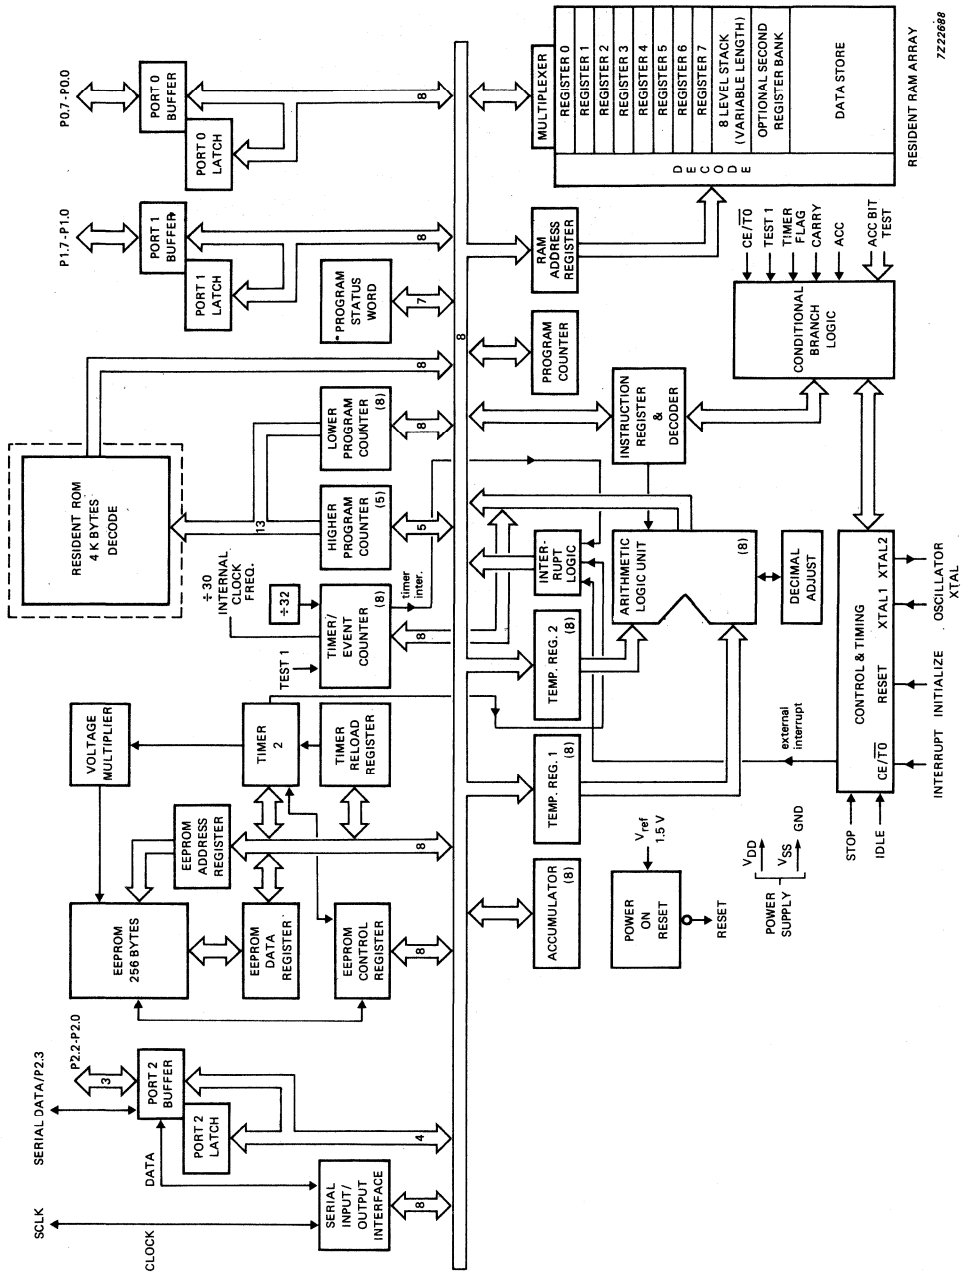 SCLK
SERIAL DATA/P2.3
P2.2-P2.0
CLOCK
DATA
3
PORT 2
BUFFER
PORT 2
LATCH
4
SERIAL
INPUT/
OUTPUT
INTERFACE
8
EEPROM
256 BYTES
EEPROM
DATA
REGISTER
EEPROM
CONTROL
REGISTER
8
EEPROM
ADDRESS
REGISTER
8
VOLTAGE
MULTIPLIER
TIMER
2
TIMER
RELOAD
REGISTER
TEST 1
÷30
INTERNAL
CLOCK
FREQ.
÷32
TIMER/
EVENT
COUNTER
(8)
timer
inter.
8
RESIDENT ROM
4 K BYTES
DECODE
13
HIGHER
PROGRAM
COUNTER
(5)
5
LOWER
PROGRAM
COUNTER
(8)
8
8
PROGRAM
STATUS
WORD
7
P1.7-P1.0
PORT 1
BUFFER
PORT 1
LATCH
8
P0.7-P0.0
PORT 0
BUFFER
PORT 0
LATCH
8
8
ACCUMULATOR
(8)
TEMP. REG. 1
(8)
TEMP. REG. 2
(8)
INTER-
RUPT
LOGIC
ARITHMETIC
LOGIC UNIT
(8)
DECIMAL
ADJUST
INSTRUCTION
REGISTER
&
DECODER
PROGRAM
COUNTER
RAM
ADDRESS
REGISTER
MULTIPLEXER
REGISTER 0
REGISTER 1
REGISTER 2
REGISTER 3
REGISTER 4
REGISTER 5
REGISTER 6
REGISTER 7
8 LEVEL STACK
(VARIABLE LENGTH)
OPTIONAL SECOND
REGISTER BANK
DATA STORE
DECODE
RESIDENT RAM ARRAY
CONDITIONAL
BRANCH
LOGIC
CE/T0
TEST 1
TIMER
FLAG
CARRY
ACC
ACC BIT
TEST
POWER
ON
RESET
Vref
1.5 V
RESET
POWER
SUPPLY
VDD
VSS
GND
external
interrupt
STOP
IDLE
CONTROL & TIMING
CE/T0
RESET
XTAL1
XTAL2
INTERRUPT
INITIALIZE
OSCILLATOR
XTAL
7Z22688